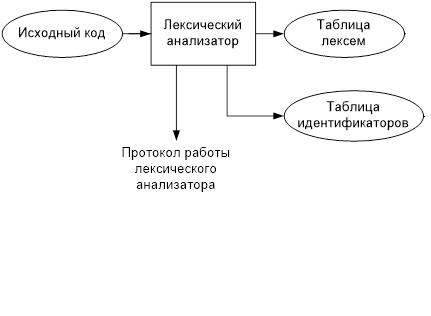 Исходный код
Лексический
анализатор
Таблица
лексем
Таблица
идентификаторов
Протокол работы
лексического
анализатора